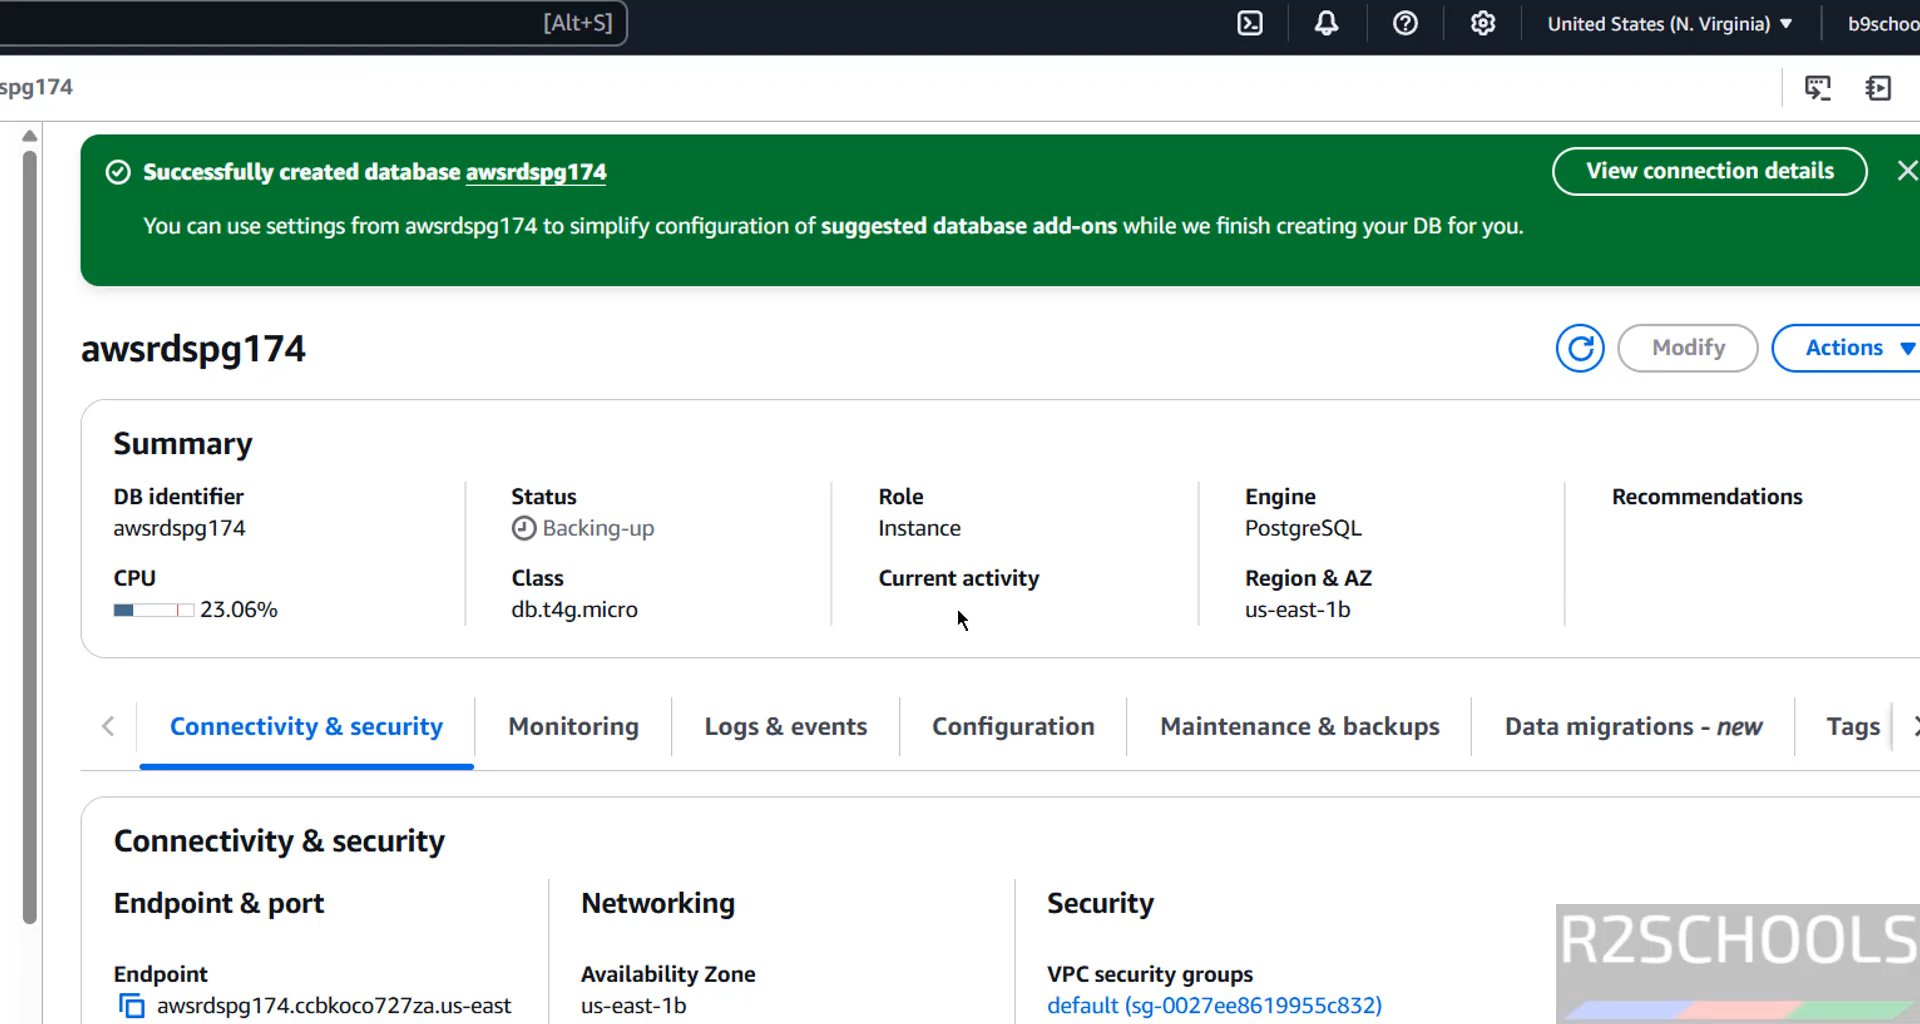 [Alt+S]
United States (N. Virginia)
b9schoo
spg174
Successfully created database awsrdspg174
View connection details
You can use settings from awsrdspg174 to simplify configuration of suggested database add-ons while we finish creating your DB for you.
awsrdspg174
Modify
Actions
Summary
DB identifier
awsrdspg174
Status
Backing-up
Role
Instance
Engine
PostgreSQL
Recommendations
CPU
23.06%
Class
db.t4g.micro
Current activity
Region & AZ
us-east-1b
Connectivity & security
Monitoring
Logs & events
Configuration
Maintenance & backups
Data migrations - new
Tags
Connectivity & security
Endpoint & port
Networking
Security
Endpoint
awsrdspg174.ccbkoco727za.us-east
Availability Zone
us-east-1b
VPC security groups
default (sg-0027ee8619955c832)
R2SCHOOLS